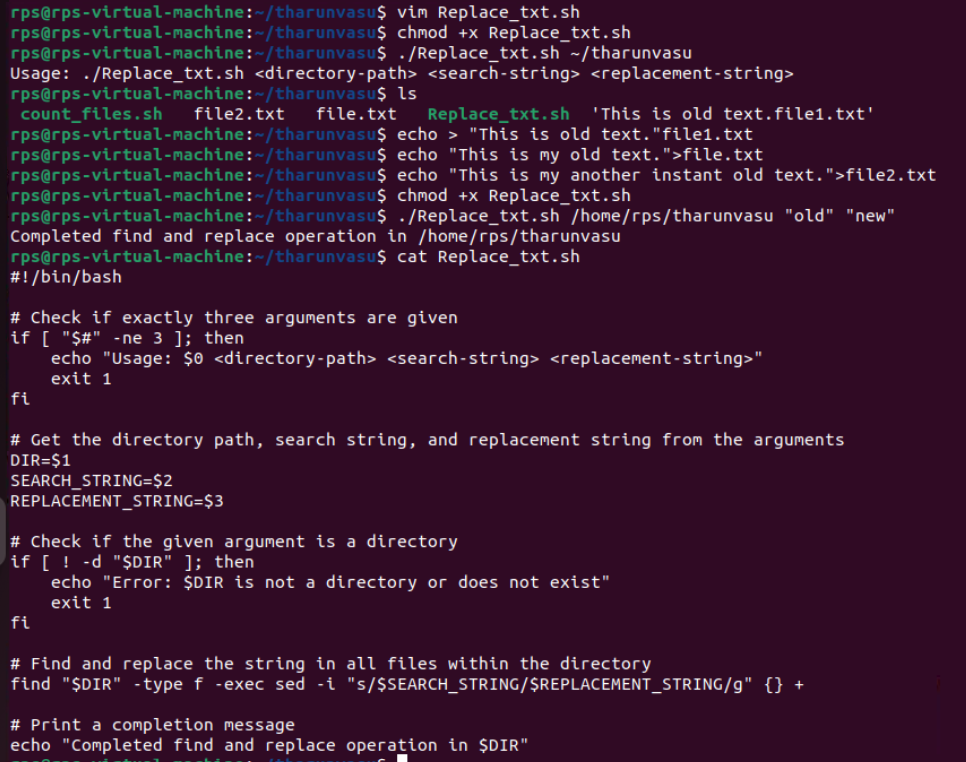 rps@rps-virtual-machine:~/tharunvasu$ vim Replace_txt.sh
rps@rps-virtual-machine:~/tharunvasu$ chmod +x Replace_txt.sh
rps@rps-virtual-machine:~/tharunvasu$ ./Replace_txt.sh ~/tharunvasu
Usage: ./Replace_txt.sh <directory-path> <search-string> <replacement-string>
rps@rps-virtual-machine:~/tharunvasu$ ls
count_files.sh file2.txt file.txt Replace_txt.sh 'This is old text.file1.txt'
rps@rps-virtual-machine:~/tharunvasu$ echo > "This is old text."file1.txt
rps@rps-virtual-machine:~/tharunvasu$ echo "This is my old text.">file.txt
rps@rps-virtual-machine:~/tharunvasu$ echo "This is my another instant old text.">file2.txt
rps@rps-virtual-machine:~/tharunvasu$ chmod +x Replace_txt.sh
rps@rps-virtual-machine:~/tharunvasu$ ./Replace_txt.sh /home/rps/tharunvasu "old" "new"
Completed find and replace operation in /home/rps/tharunvasu
rps@rps-virtual-machine:~/tharunvasu$ cat Replace_txt.sh
#!/bin/bash

# Check if exactly three arguments are given
if [ "$#" -ne 3 ]; then
    echo "Usage: $0 <directory-path> <search-string> <replacement-string>"
    exit 1
fi

# Get the directory path, search string, and replacement string from the arguments
DIR=$1
SEARCH_STRING=$2
REPLACEMENT_STRING=$3

# Check if the given argument is a directory
if [ ! -d "$DIR" ]; then
    echo "Error: $DIR is not a directory or does not exist"
    exit 1
fi

# Find and replace the string in all files within the directory
find "$DIR" -type f -exec sed -i "s/$SEARCH_STRING/$REPLACEMENT_STRING/g" {} +

# Print a completion message
echo "Completed find and replace operation in $DIR"
rps@rps-virtual-machine:~/tharunvasu$